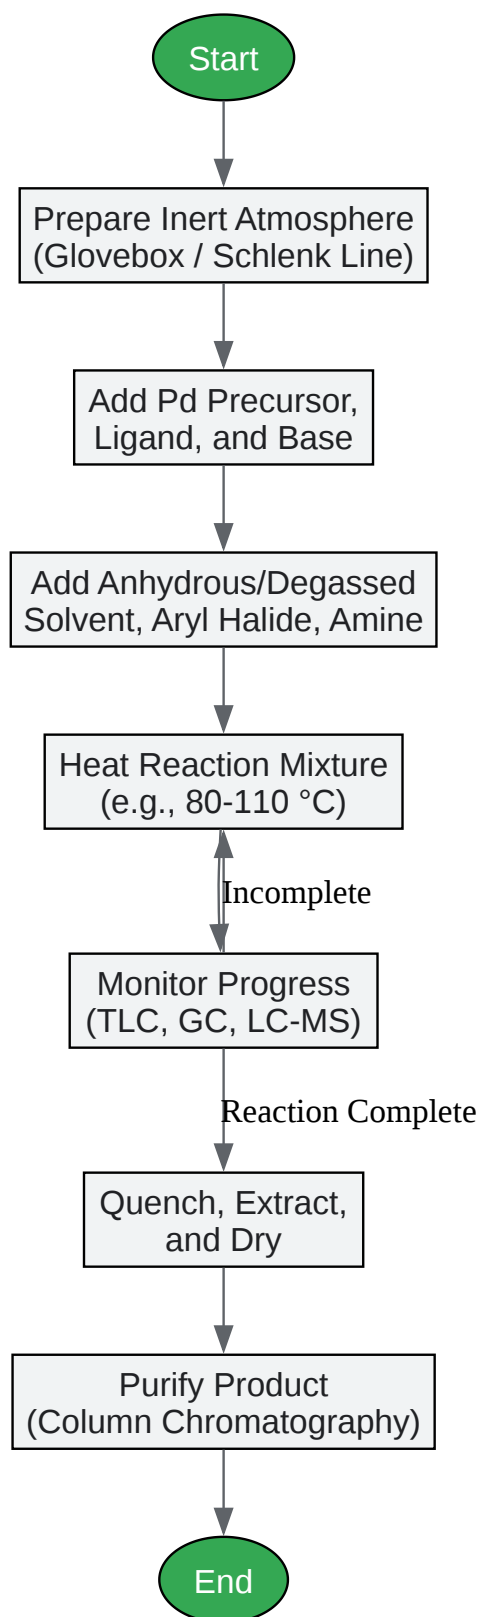 Start
Prepare Inert Atmosphere
(Glovebox / Schlenk Line)
Add Pd Precursor,
Ligand, and Base
Add Anhydrous/Degassed
Solvent, Aryl Halide, Amine
Heat Reaction Mixture
(e.g., 80-110 °C)
Incomplete
Monitor Progress
(TLC, GC, LC-MS)
Reaction Complete
Quench, Extract,
and Dry
Purify Product
(Column Chromatography)
End